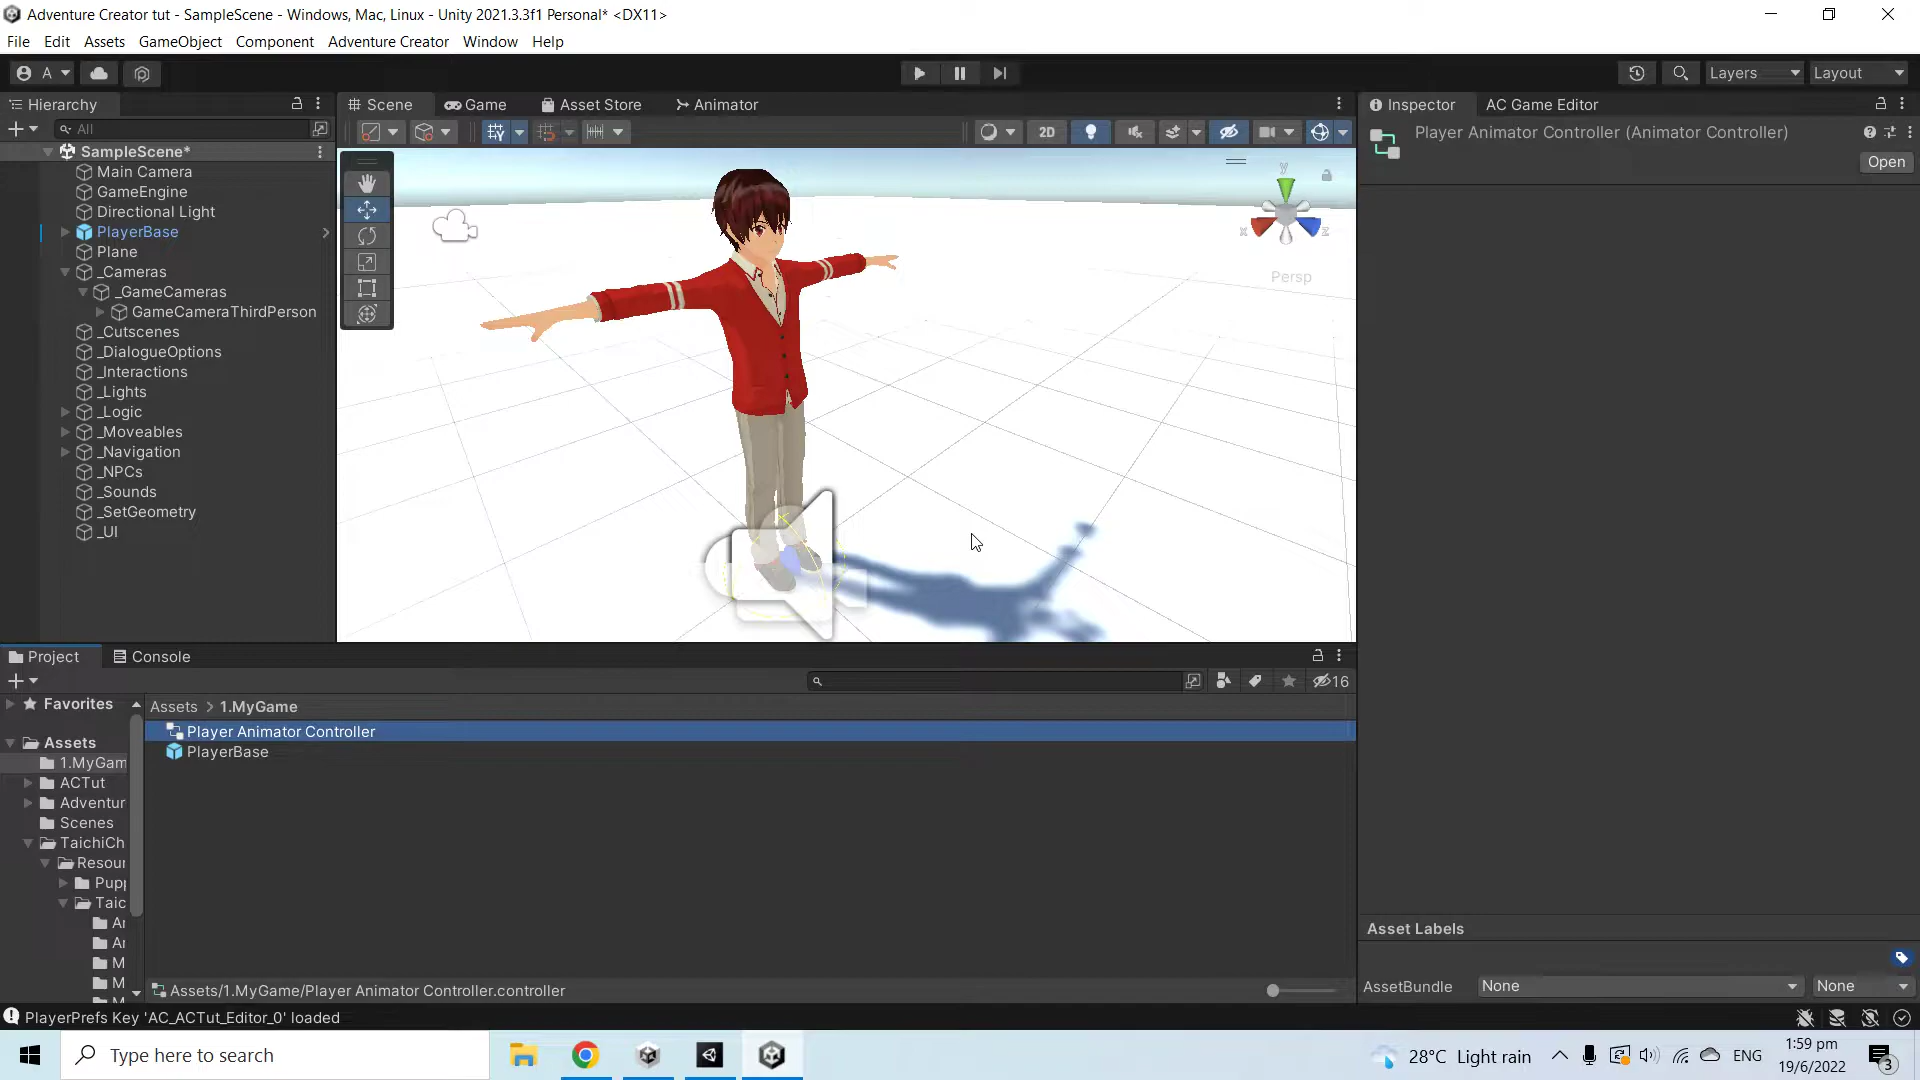 Adventure Creator tut - SampleScene - Windows, Mac, Linux - Unity 2021.3.3f1 Personal* <DX11>
File Edit Assets GameObject Component Adventure Creator Window Help
A Layers Layout
Hierarchy
All
SampleScene*
Main Camera
GameEngine
Directional Light
PlayerBase
Plane
_Cameras
_GameCameras
GameCameraThirdPerson
_Cutscenes
_DialogueOptions
_Interactions
_Lights
_Logic
_Moveables
_Navigation
_NPCs
_Sounds
_SetGeometry
_UI
Scene Game Asset Store Animator
2D
y
x z
Persp
Inspector AC Game Editor
Player Animator Controller (Animator Controller)
Open
Asset Labels
AssetBundle None None
Project Console
16
Favorites
Assets
1.MyGam
ACTut
Adventur
Scenes
TaichiCh
Resour
Pupp
Taic
Ar
Ar
M
M
Assets > 1.MyGame
Player Animator Controller
PlayerBase
Assets/1.MyGame/Player Animator Controller.controller
PlayerPrefs Key 'AC_ACTut_Editor_0' loaded
Type here to search
28°C Light rain
ENG
1:59 pm
19/6/2022
3